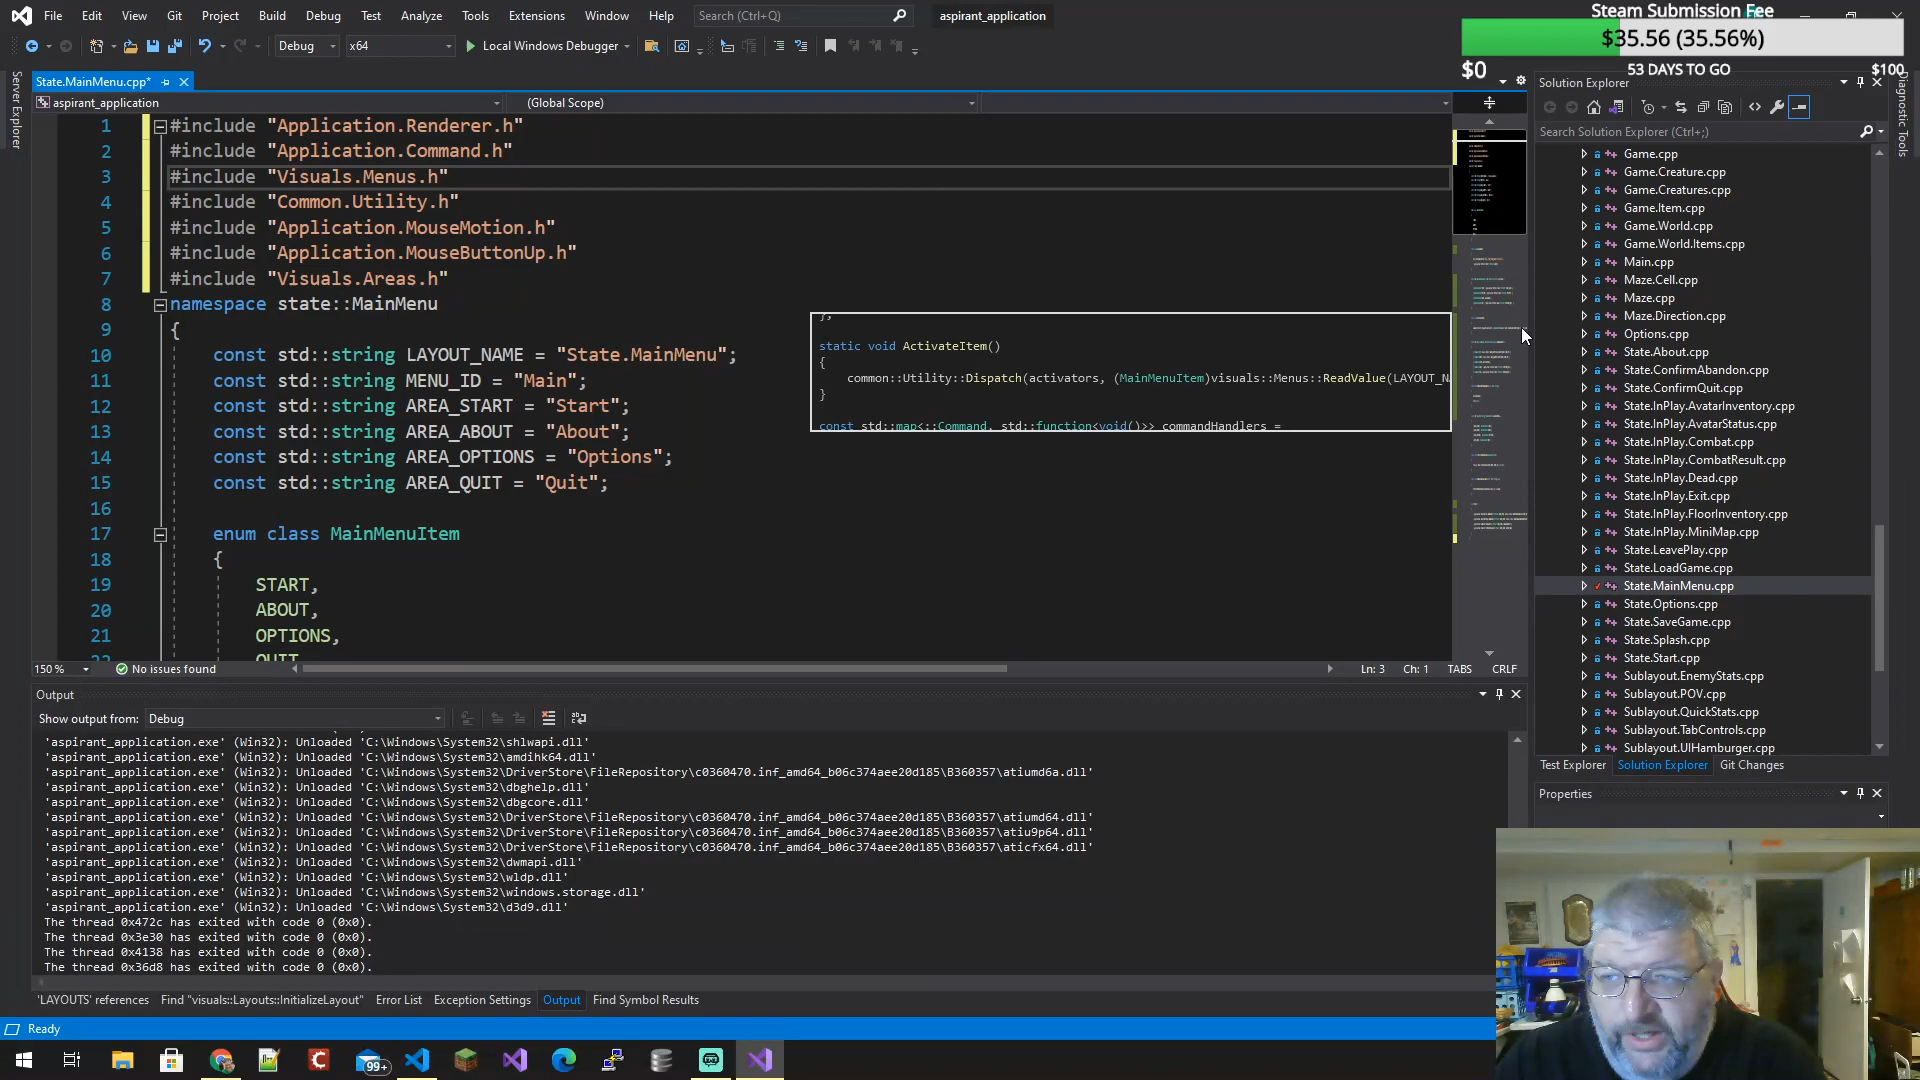 File Edit View Git Project Build Debug Test Analyze Tools Extensions Window Help Search (Ctrl+Q) aspirant_application
Steam Submission Fee
$35.56 (35.56%)
$0 53 DAYS TO GO $100
Debug x64 Local Windows Debugger
Server Explorer
Diagnostic Tools
State.MainMenu.cpp*
aspirant_application (Global Scope)
1 #include "Application.Renderer.h"
2 #include "Application.Command.h"
3 #include "Visuals.Menus.h"
4 #include "Common.Utility.h"
5 #include "Application.MouseMotion.h"
6 #include "Application.MouseButtonUp.h"
7 #include "Visuals.Areas.h"
8 namespace state::MainMenu
9 {
10 const std::string LAYOUT_NAME = "State.MainMenu";
11 const std::string MENU_ID = "Main";
12 const std::string AREA_START = "Start";
13 const std::string AREA_ABOUT = "About";
14 const std::string AREA_OPTIONS = "Options";
15 const std::string AREA_QUIT = "Quit";
16
17 enum class MainMenuItem
18 {
19 START,
20 ABOUT,
21 OPTIONS,
22 QUIT
};
static void ActivateItem()
{
common::Utility::Dispatch(activators, (MainMenuItem)visuals::Menus::ReadValue(LAYOUT_N
}
const std::map<::Command, std::function<void()>> commandHandlers =
150 % No issues found Ln: 3 Ch: 1 TABS CRLF
Output
Show output from: Debug
'aspirant_application.exe' (Win32): Unloaded 'C:\Windows\System32\shlwapi.dll'
'aspirant_application.exe' (Win32): Unloaded 'C:\Windows\System32\amdihk64.dll'
'aspirant_application.exe' (Win32): Unloaded 'C:\Windows\System32\DriverStore\FileRepository\c0360470.inf_amd64_b06c374aee20d185\B360357\atiumd6a.dll'
'aspirant_application.exe' (Win32): Unloaded 'C:\Windows\System32\dbghelp.dll'
'aspirant_application.exe' (Win32): Unloaded 'C:\Windows\System32\dbgcore.dll'
'aspirant_application.exe' (Win32): Unloaded 'C:\Windows\System32\DriverStore\FileRepository\c0360470.inf_amd64_b06c374aee20d185\B360357\atiumd64.dll'
'aspirant_application.exe' (Win32): Unloaded 'C:\Windows\System32\DriverStore\FileRepository\c0360470.inf_amd64_b06c374aee20d185\B360357\atiu9p64.dll'
'aspirant_application.exe' (Win32): Unloaded 'C:\Windows\System32\DriverStore\FileRepository\c0360470.inf_amd64_b06c374aee20d185\B360357\aticfx64.dll'
'aspirant_application.exe' (Win32): Unloaded 'C:\Windows\System32\dwmapi.dll'
'aspirant_application.exe' (Win32): Unloaded 'C:\Windows\System32\wldp.dll'
'aspirant_application.exe' (Win32): Unloaded 'C:\Windows\System32\windows.storage.dll'
'aspirant_application.exe' (Win32): Unloaded 'C:\Windows\System32\d3d9.dll'
The thread 0x472c has exited with code 0 (0x0).
The thread 0x3e30 has exited with code 0 (0x0).
The thread 0x4138 has exited with code 0 (0x0).
The thread 0x36d8 has exited with code 0 (0x0).
'LAYOUTS' references Find "visuals::Layouts::InitializeLayout" Error List Exception Settings Output Find Symbol Results
Ready
Solution Explorer
Search Solution Explorer (Ctrl+;)
Game.cpp
Game.Creature.cpp
Game.Creatures.cpp
Game.Item.cpp
Game.World.cpp
Game.World.Items.cpp
Main.cpp
Maze.Cell.cpp
Maze.cpp
Maze.Direction.cpp
Options.cpp
State.About.cpp
State.ConfirmAbandon.cpp
State.ConfirmQuit.cpp
State.InPlay.AvatarInventory.cpp
State.InPlay.AvatarStatus.cpp
State.InPlay.Combat.cpp
State.InPlay.CombatResult.cpp
State.InPlay.Dead.cpp
State.InPlay.Exit.cpp
State.InPlay.FloorInventory.cpp
State.InPlay.MiniMap.cpp
State.LeavePlay.cpp
State.LoadGame.cpp
State.MainMenu.cpp
State.Options.cpp
State.SaveGame.cpp
State.Splash.cpp
State.Start.cpp
Sublayout.EnemyStats.cpp
Sublayout.POV.cpp
Sublayout.QuickStats.cpp
Sublayout.TabControls.cpp
Sublayout.UIHamburger.cpp
Test Explorer Solution Explorer Git Changes
Properties
99+